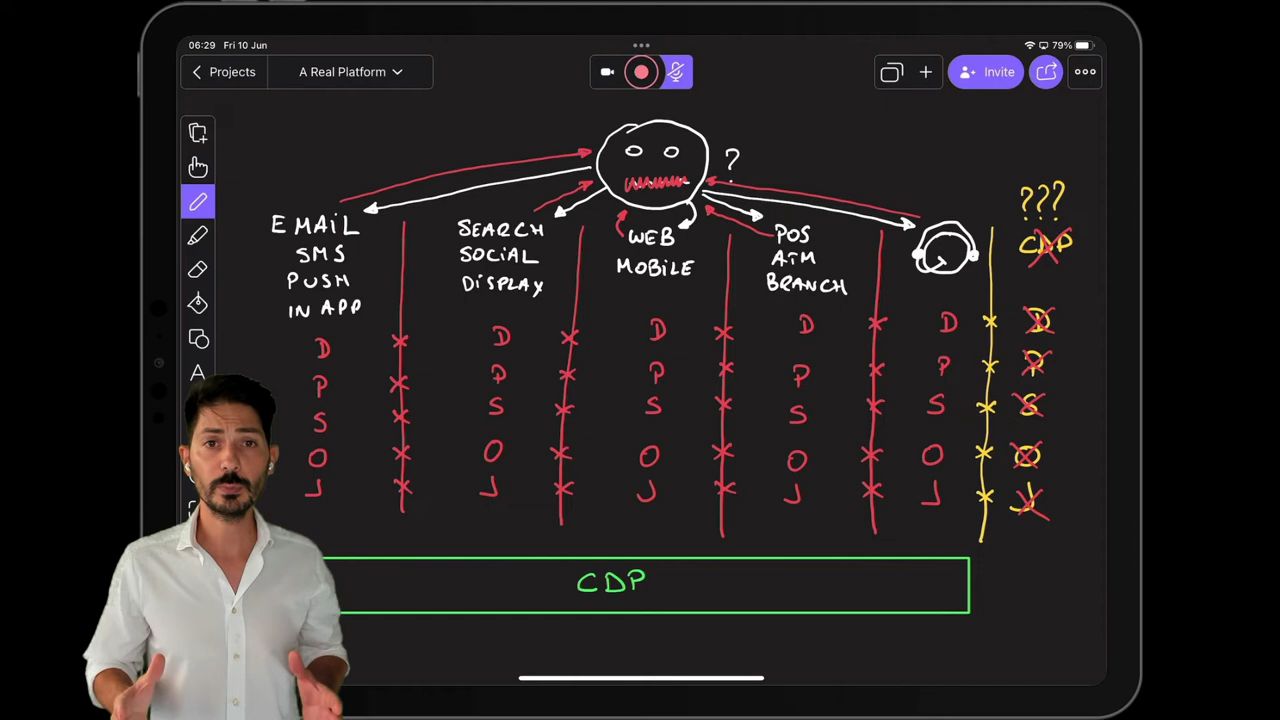 06:29 Fri 10 Jun
79%
Projects
A Real Platform
Invite
?
???
EMAIL
SMS
PUSH
IN APP
SEARCH
SOCIAL
DISPLAY
WEB
MOBILE
POS
ATM
BRANCH
CDP
D D D D D D
P P P P P P
S S S S S S
O O O O O O
J J J J J J
A
CDP